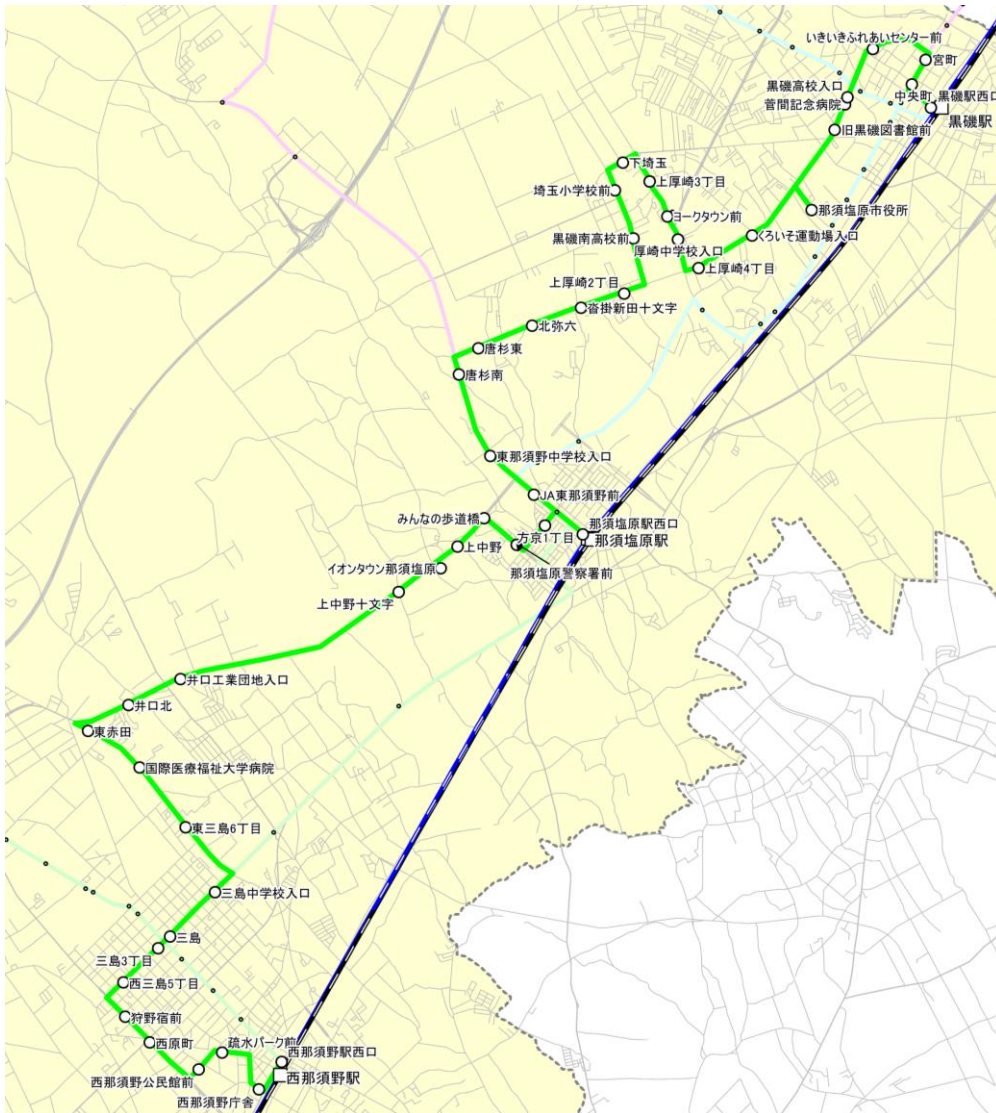 いきいきふれあいセンター前
宮町
黒磯高校入口
中央町
黒磯駅西口
菅間記念病院
黒磯駅
旧黒磯図書館前
下埼玉
上厚崎3丁目
埼玉小学校前
那須塩原市役所
ヨークタウン前
黒磯南高校前
くろいそ運動場入口
厚崎中学校入口
上厚崎4丁目
上厚崎2丁目
沓掛新田十文字
北弥六
唐杉東
唐杉南
東那須野中学校入口
JA東那須野前
みんなの歩道橋
那須塩原駅西口
方京1丁目
那須塩原駅
上中野
イオンタウン那須塩原
那須塩原警察署前
上中野十文字
井口工業団地入口
井口北
東赤田
国際医療福祉大学病院
東三島6丁目
三島中学校入口
三島
三島3丁目
西三島5丁目
狩野宿前
西原町
疏水パーク前
西那須野駅西口
西那須野公民館前
西那須野駅
西那須野庁舎